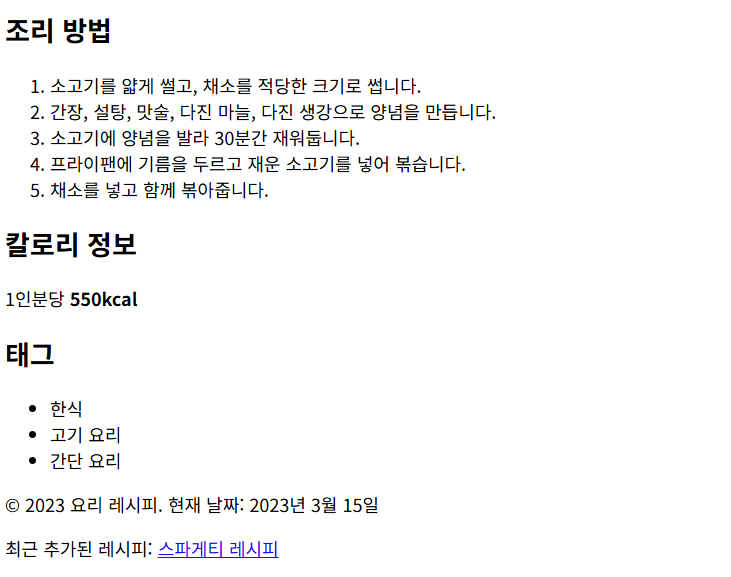 조리 방법
1. 소고기를 얇게 썰고, 채소를 적당한 크기로 썹니다.
2. 간장, 설탕, 맛술, 다진 마늘, 다진 생강으로 양념을 만듭니다.
3. 소고기에 양념을 발라 30분간 재워둡니다.
4. 프라이팬에 기름을 두르고 재운 소고기를 넣어 볶습니다.
5. 채소를 넣고 함께 볶아줍니다.
칼로리 정보
1인분당 550kcal
태그
• 한식
• 고기 요리
• 간단 요리
© 2023 요리 레시피. 현재 날짜: 2023년 3월 15일
최근 추가된 레시피: 스파게티 레시피